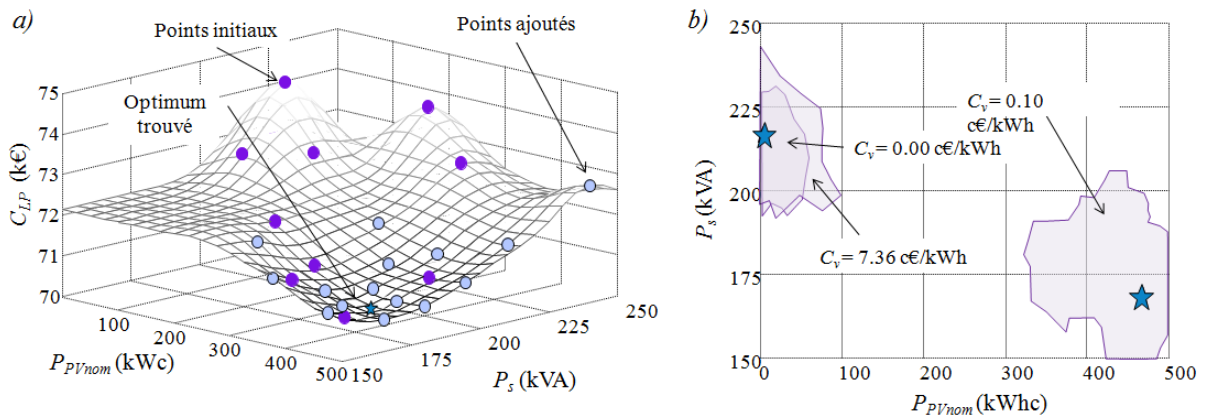 a)
Points initiaux
Points ajoutés
Optimum
trouvé
75
74
73
72
71
70
C_LP (k€)
100
200
300
400
500
P_PVnom (kWc)
150
175
200
225
250
P_s (kVA)
b)
250
225
200
175
150
P_s (kVA)
C_v = 0.10
c€/kWh
C_v = 0.00 c€/kWh
C_v = 7.36 c€/kWh
0
100
200
300
400
500
P_PVnom (kWhc)